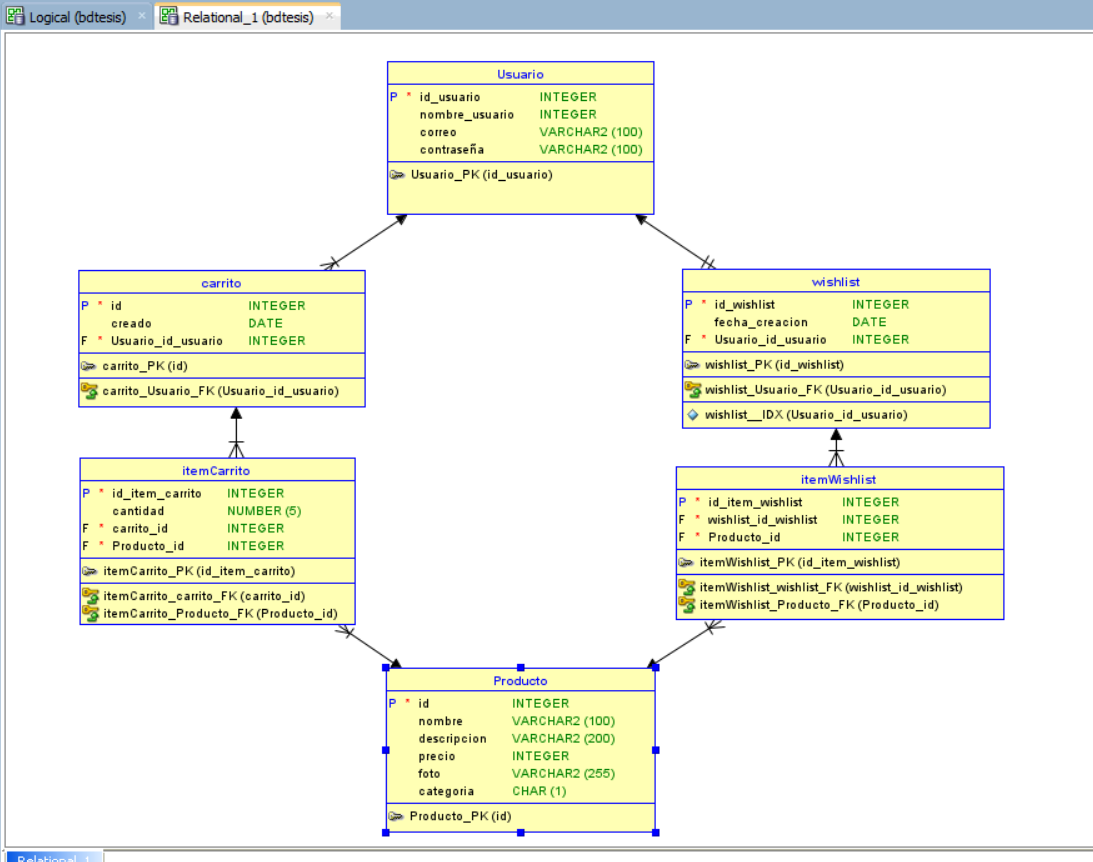 Logical (bdtesis)
Relational_1 (bdtesis)
Usuario
P * id_usuario INTEGER
nombre_usuario INTEGER
correo VARCHAR2 (100)
contraseña VARCHAR2 (100)
Usuario_PK (id_usuario)
carrito
P * id INTEGER
creado DATE
F * Usuario_id_usuario INTEGER
carrito_PK (id)
carrito_Usuario_FK (Usuario_id_usuario)
wishlist
P * id_wishlist INTEGER
fecha_creacion DATE
F * Usuario_id_usuario INTEGER
wishlist_PK (id_wishlist)
wishlist_Usuario_FK (Usuario_id_usuario)
wishlist__IDX (Usuario_id_usuario)
itemCarrito
P * id_item_carrito INTEGER
cantidad NUMBER (5)
F * carrito_id INTEGER
F * Producto_id INTEGER
itemCarrito_PK (id_item_carrito)
itemCarrito_carrito_FK (carrito_id)
itemCarrito_Producto_FK (Producto_id)
itemWishlist
P * id_item_wishlist INTEGER
F * wishlist_id_wishlist INTEGER
F * Producto_id INTEGER
itemWishlist_PK (id_item_wishlist)
itemWishlist_wishlist_FK (wishlist_id_wishlist)
itemWishlist_Producto_FK (Producto_id)
Producto
P * id INTEGER
nombre VARCHAR2 (100)
descripcion VARCHAR2 (200)
precio INTEGER
foto VARCHAR2 (255)
categoria CHAR (1)
Producto_PK (id)
Relational_1